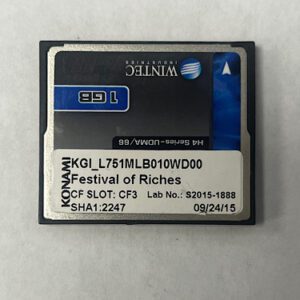 WINTEC
INDUSTRIES
1 GB
H4 Series-UDMA/66
KONAMI
KGI_L751MLB010WD00
Festival of Riches
CF SLOT: CF3 Lab No.: S2015-1888
SHA1:2247 09/24/15